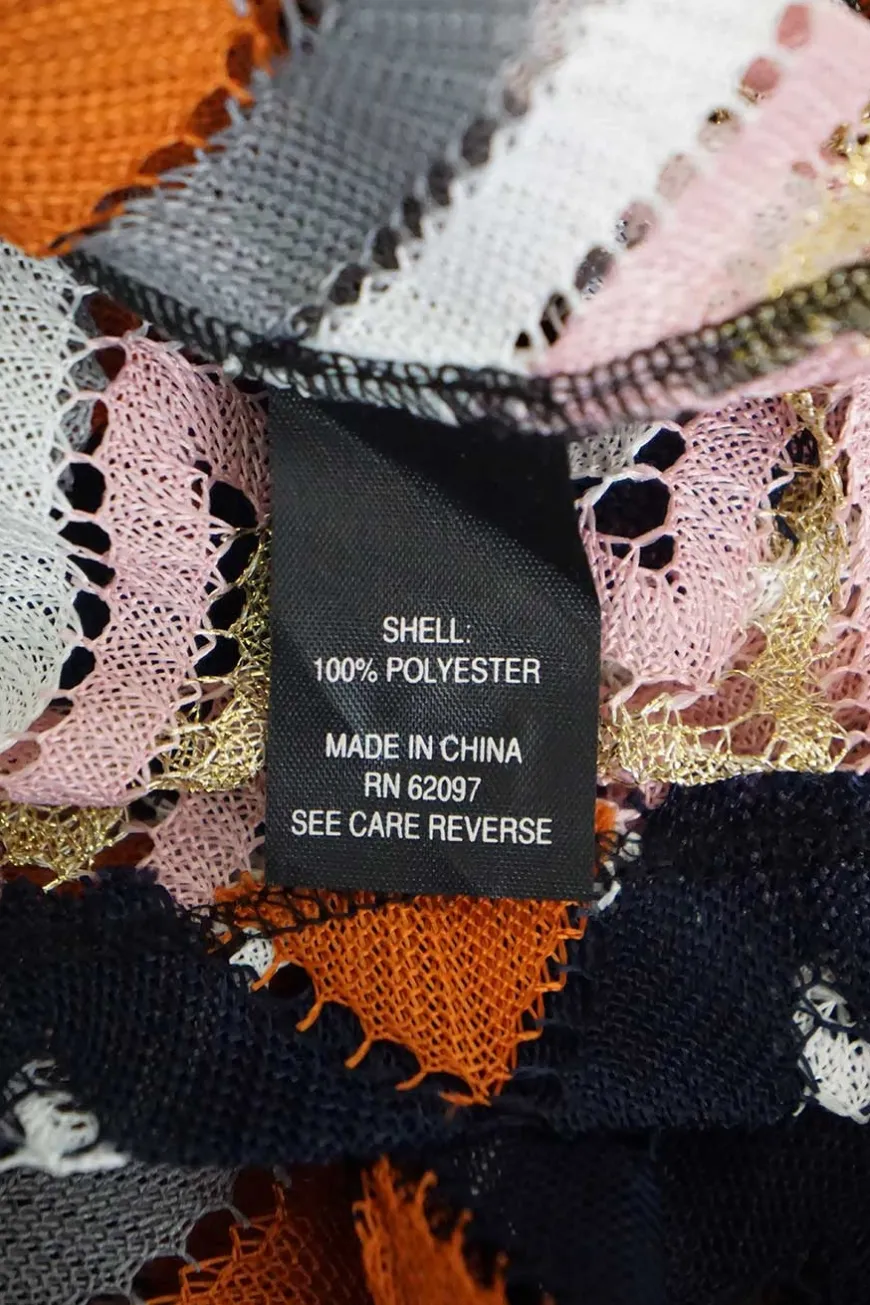 SHELL:
100% POLYESTER
MADE IN CHINA
RN 62097
SEE CARE REVERSE